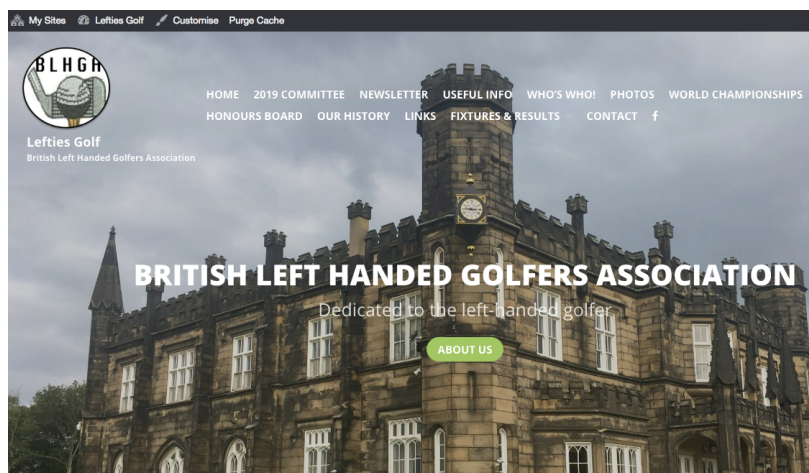 My Sites Lefties Golf Customise Purge Cache
BLHGA
HOME 2019 COMMITTEE NEWSLETTER USEFUL INFO WHO'S WHO! PHOTOS WORLD CHAMPIONSHIPS
HONOURS BOARD OUR HISTORY LINKS FIXTURES & RESULTS CONTACT f
Lefties Golf
British Left Handed Golfers Association
BRITISH LEFT HANDED GOLFERS ASSOCIATION
Dedicated to the left-handed golfer
ABOUT US